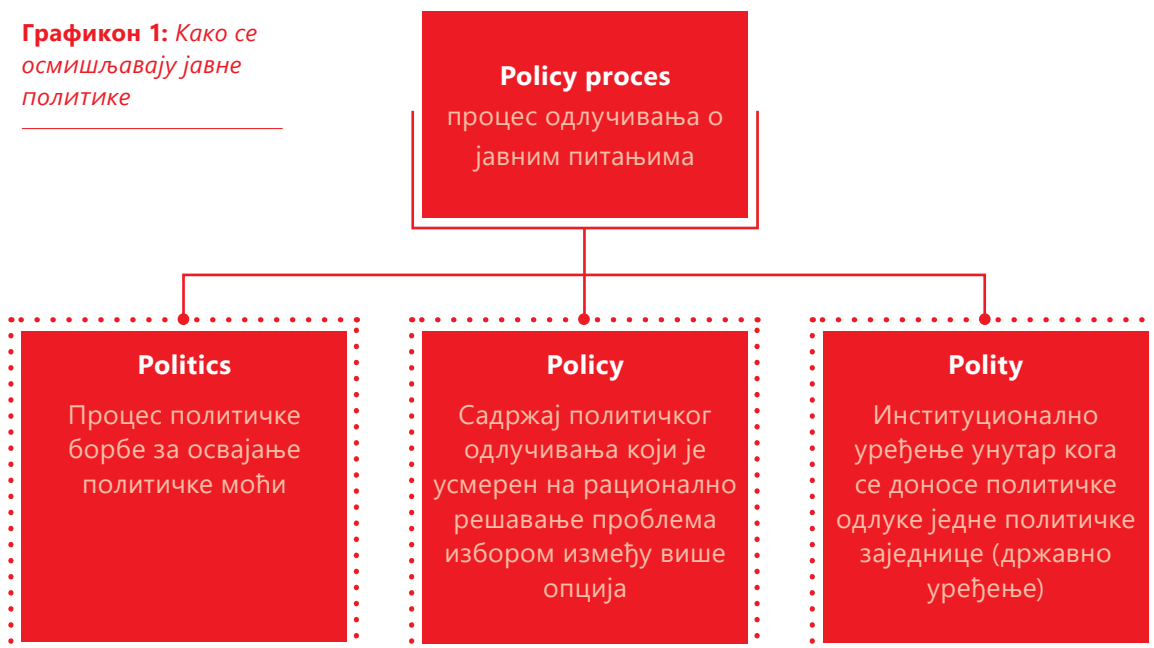 Графикон 1: Како се
осмишљавају јавне
политике
Policy proces
процес одлучивања о
јавним питањима
Politics
Процес политичке
борбе за освајање
политичке моћи
Policy
Садржај политичког
одлучивања који је
усмерен на рационално
решавање проблема
избором између више
опција
Polity
Институционално
уређење унутар кога
се доносе политичке
одлуке једне политичке
заједнице (државно
уређење)